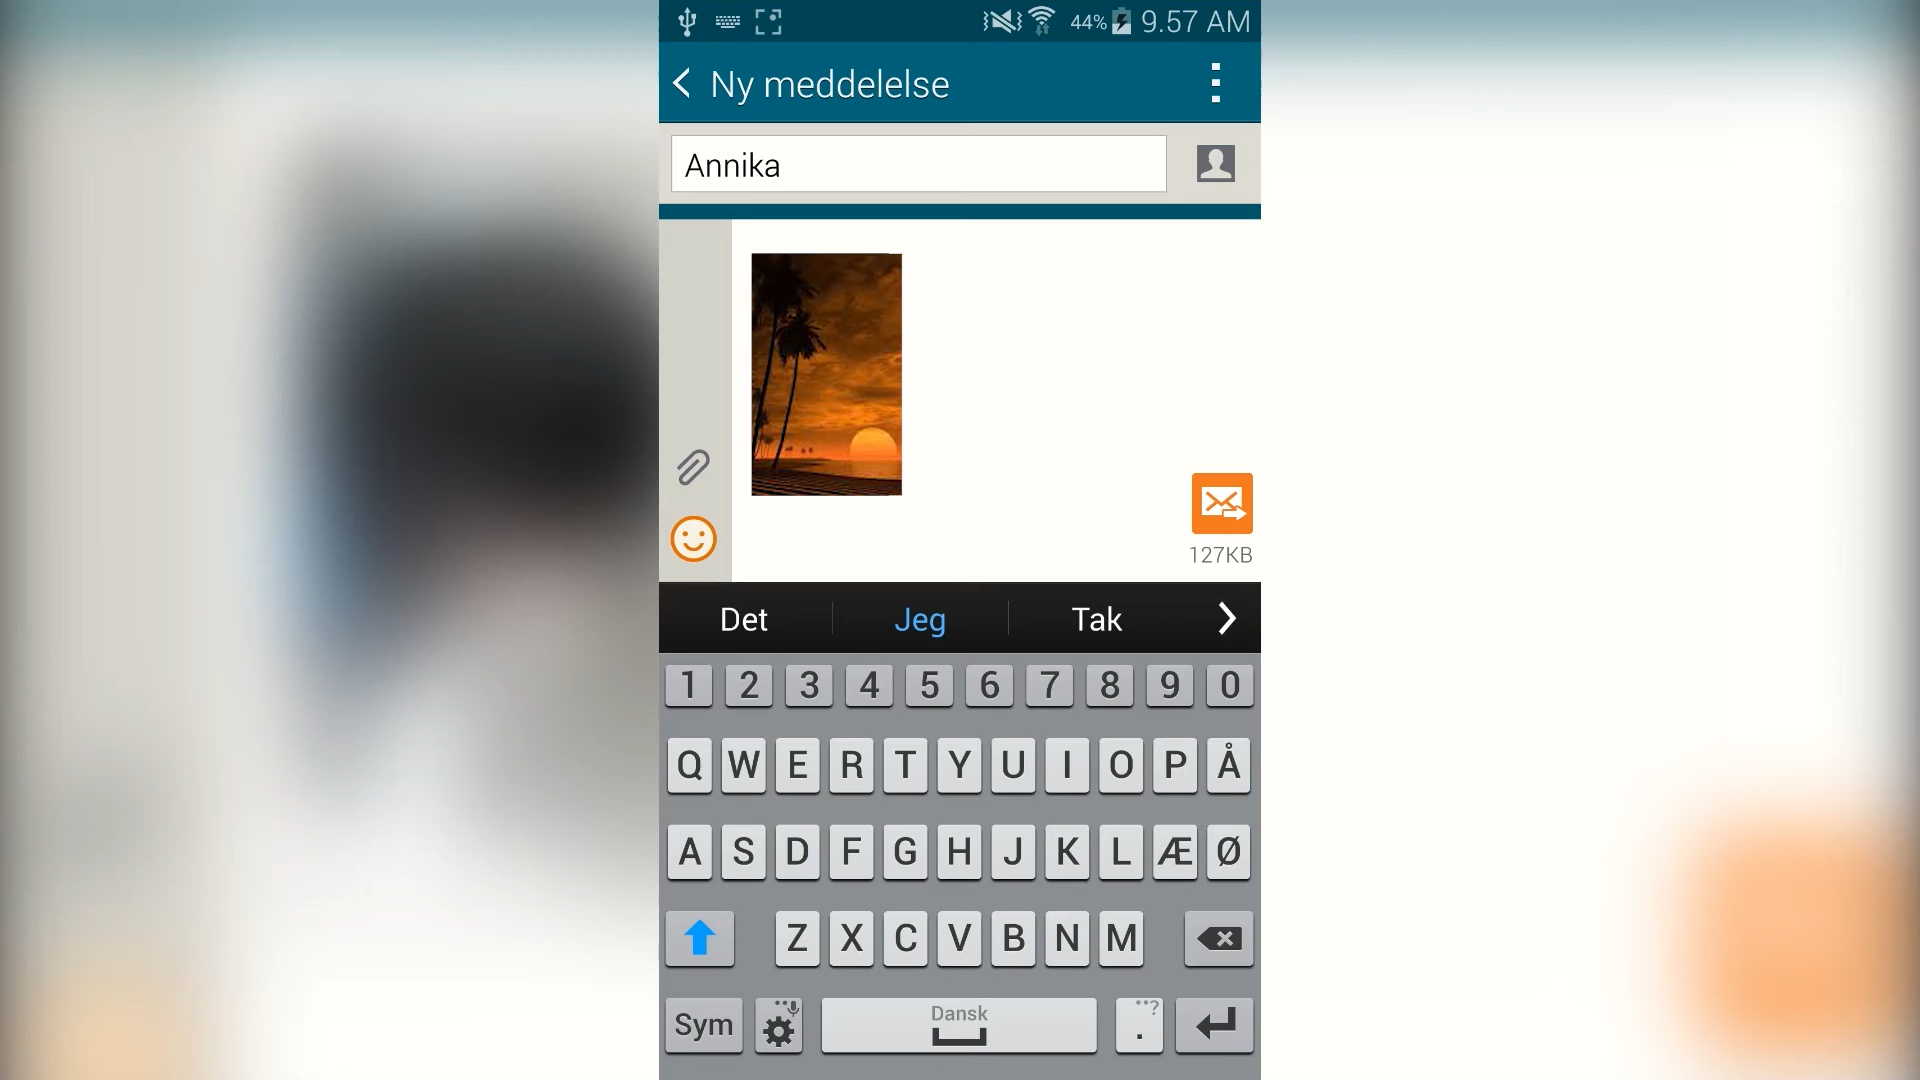 44% 9.57 AM
Ny meddelelse
Annika
127KB
Det Jeg Tak
1 2 3 4 5 6 7 8 9 0
Q W E R T Y U I O P Å
A S D F G H J K L Æ Ø
Z X C V B N M
Sym Dansk . ?